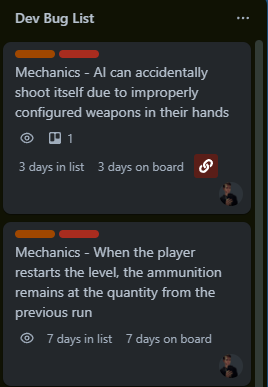 Dev Bug List
Mechanics - AI can accidentally
shoot itself due to improperly
configured weapons in their hands
1
3 days in list 3 days on board
Mechanics - When the player
restarts the level, the ammunition
remains at the quantity from the
previous run
7 days in list 7 days on board